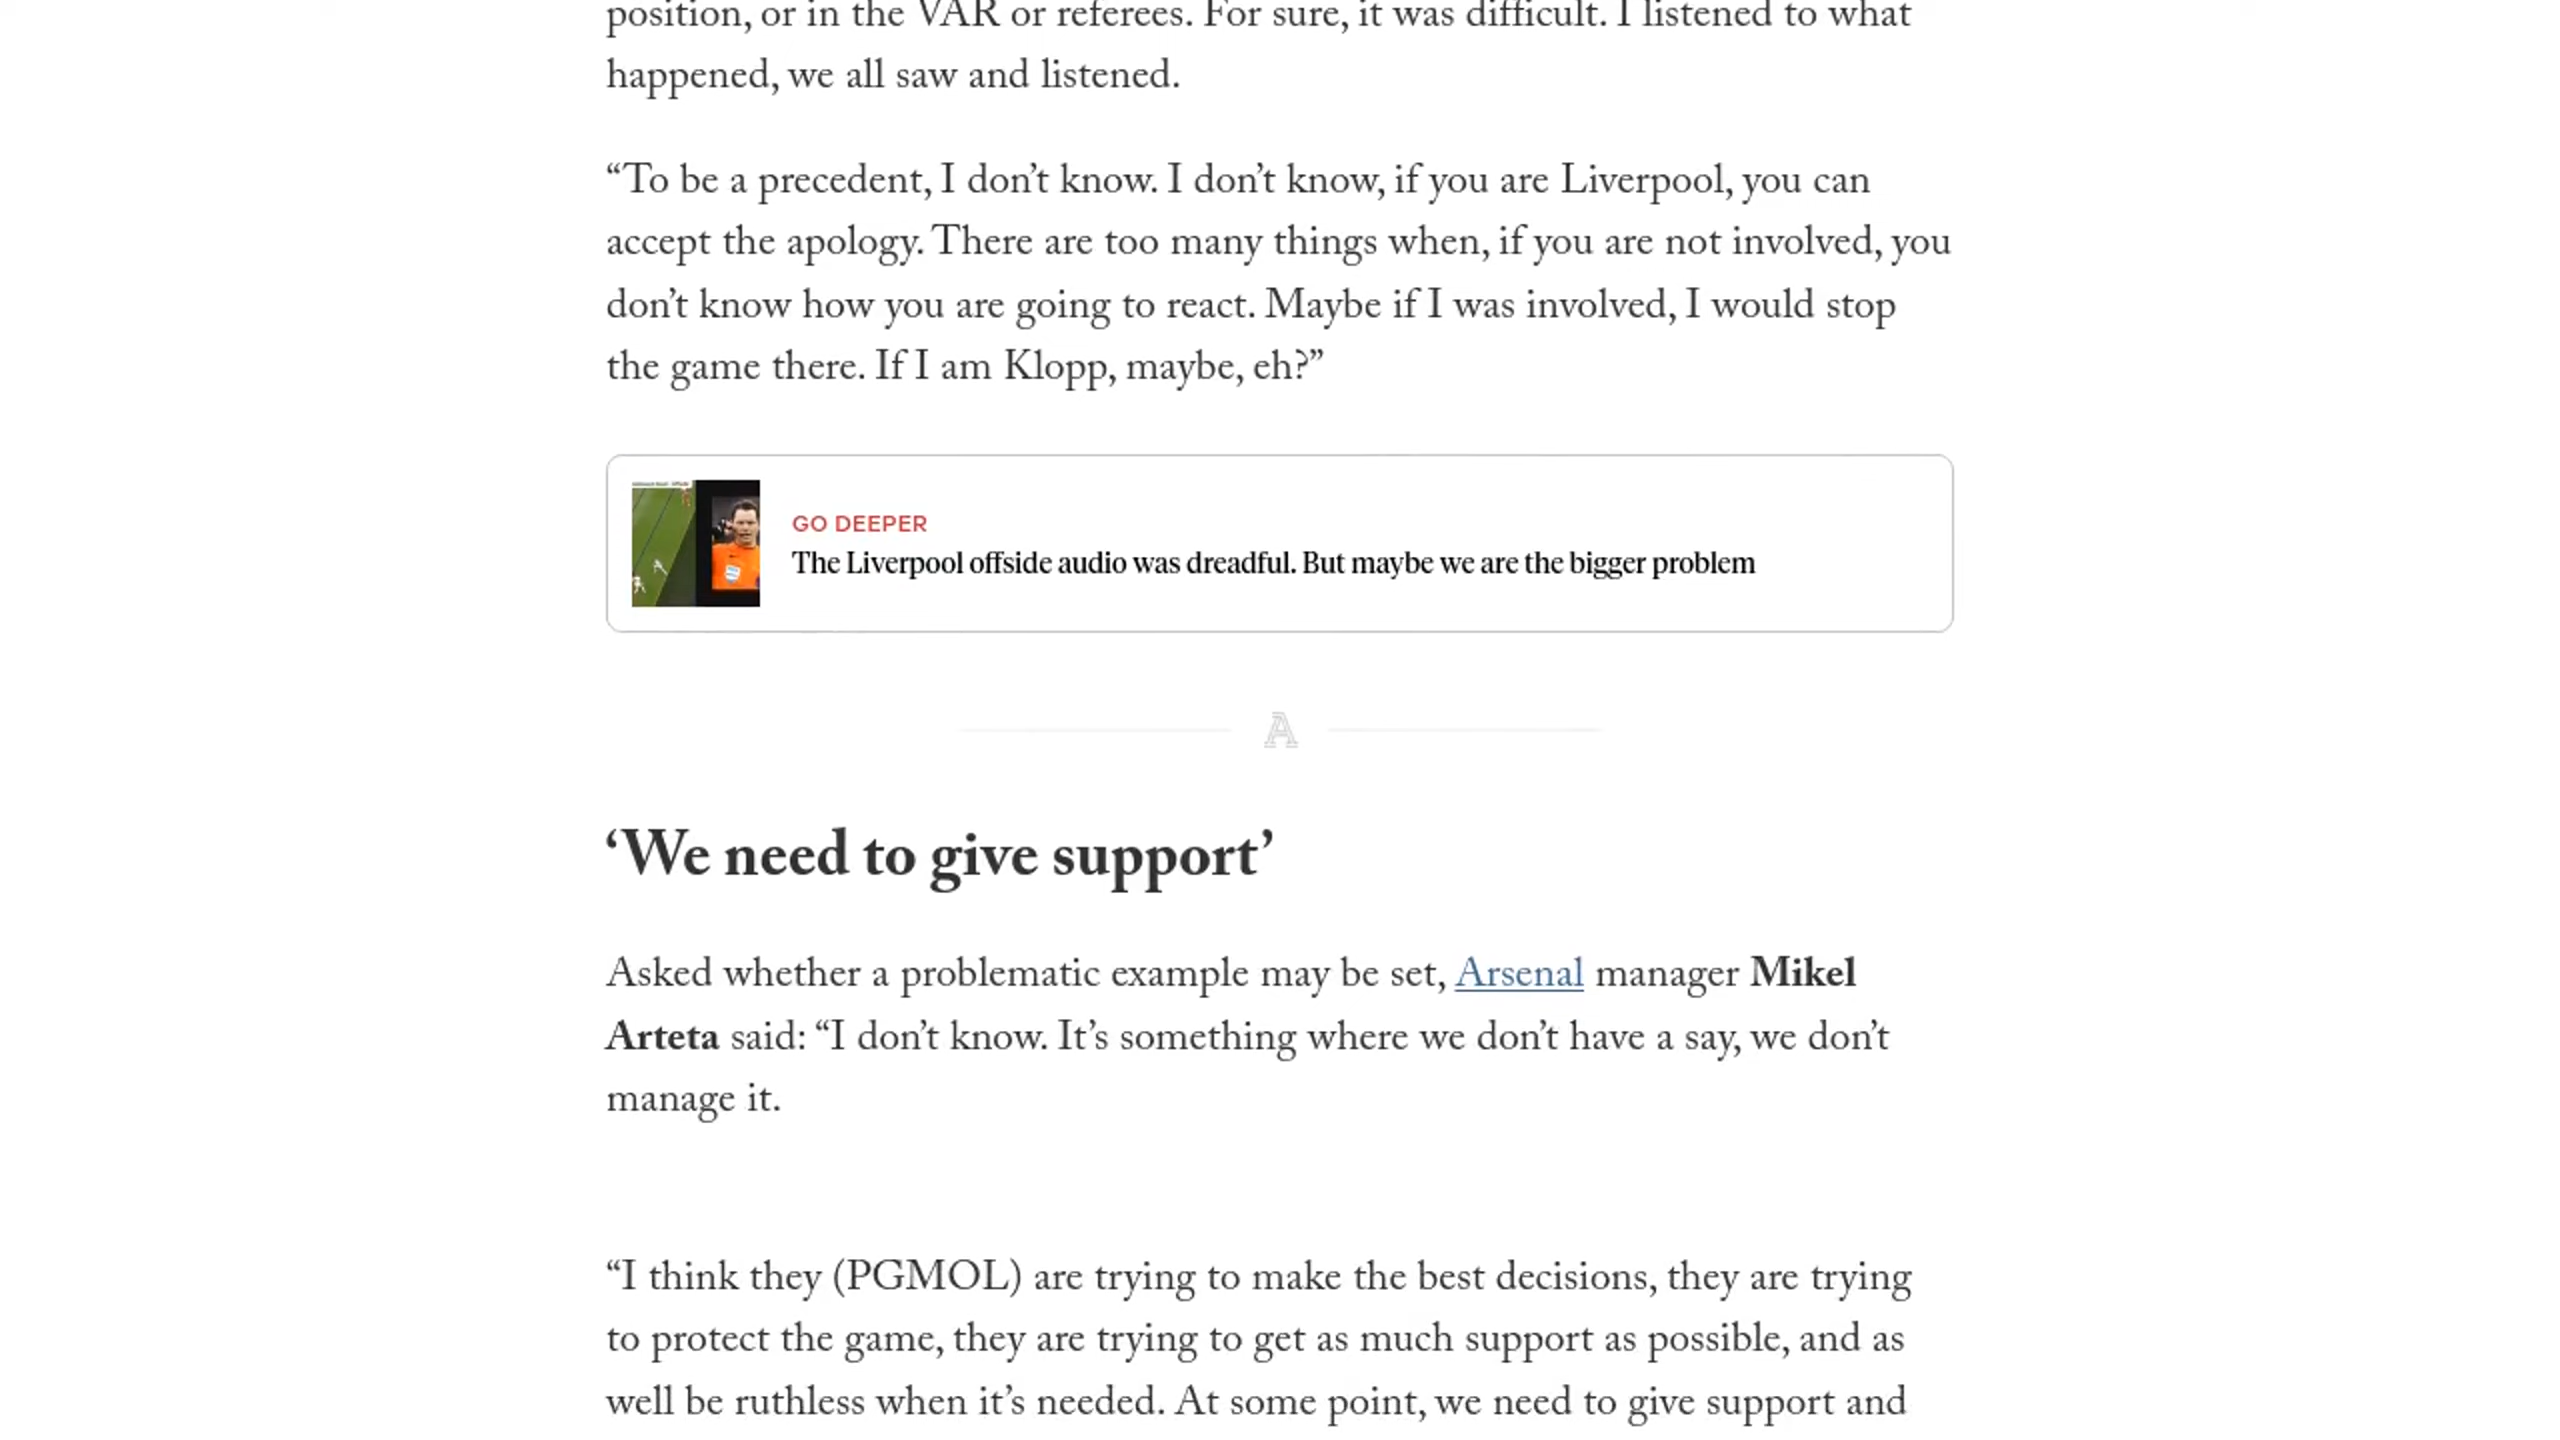 position, or in the VAR or referees. For sure, it was difficult. I listened to what
happened, we all saw and listened.
“To be a precedent, I don’t know. I don’t know, if you are Liverpool, you can
accept the apology. There are too many things when, if you are not involved, you
don’t know how you are going to react. Maybe if I was involved, I would stop
the game there. If I am Klopp, maybe, eh?”
GO DEEPER
The Liverpool offside audio was dreadful. But maybe we are the bigger problem
A
‘We need to give support’
Asked whether a problematic example may be set, Arsenal manager Mikel
Arteta said: “I don’t know. It’s something where we don’t have a say, we don’t
manage it.
“I think they (PGMOL) are trying to make the best decisions, they are trying
to protect the game, they are trying to get as much support as possible, and as
well be ruthless when it’s needed. At some point, we need to give support and